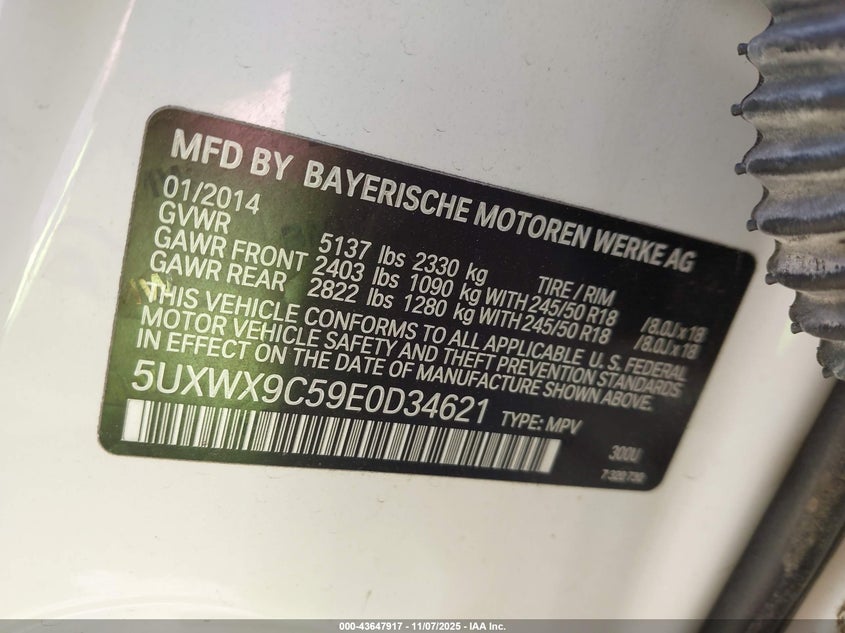 MFD BY BAYERISCHE MOTOREN WERKE AG
01/2014
GVWR 5137 lbs 2330 kg TIRE / RIM
GAWR FRONT 2403 lbs 1090 kg WITH 245/50 R18 /8.0J x 18
GAWR REAR 2822 lbs 1280 kg WITH 245/50 R18 /8.0J x 18
THIS VEHICLE CONFORMS TO ALL APPLICABLE U. S. FEDERAL
MOTOR VEHICLE SAFETY AND THEFT PREVENTION STANDARDS
IN EFFECT ON THE DATE OF MANUFACTURE SHOWN ABOVE.
5UXWX9C59E0D34621 TYPE: MPV
300U
7 320 730
000-43647917 - 11/07/2025 - IAA Inc.